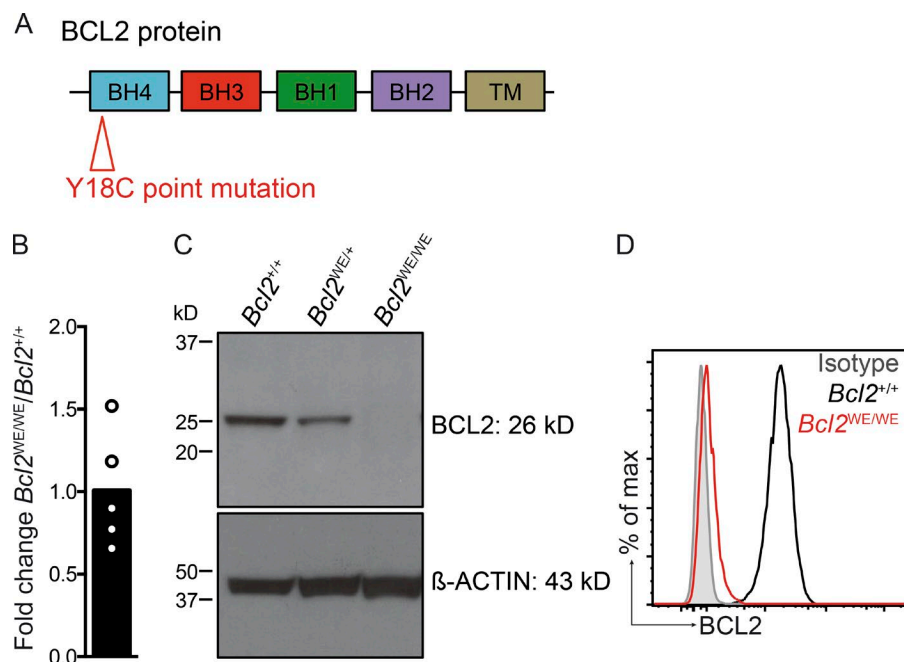 A
BCL2 protein
BH4 BH3 BH1 BH2 TM
Y18C point mutation
B
Fold change Bcl2WE/WE/Bcl2+/+
2.0
1.5
1.0
0.5
0.0
C
Bcl2+/+ Bcl2WE/+ Bcl2WE/WE
kD
37
25
20
BCL2: 26 kD
50
37
ß-ACTIN: 43 kD
D
Isotype
Bcl2+/+
Bcl2WE/WE
% of max
BCL2